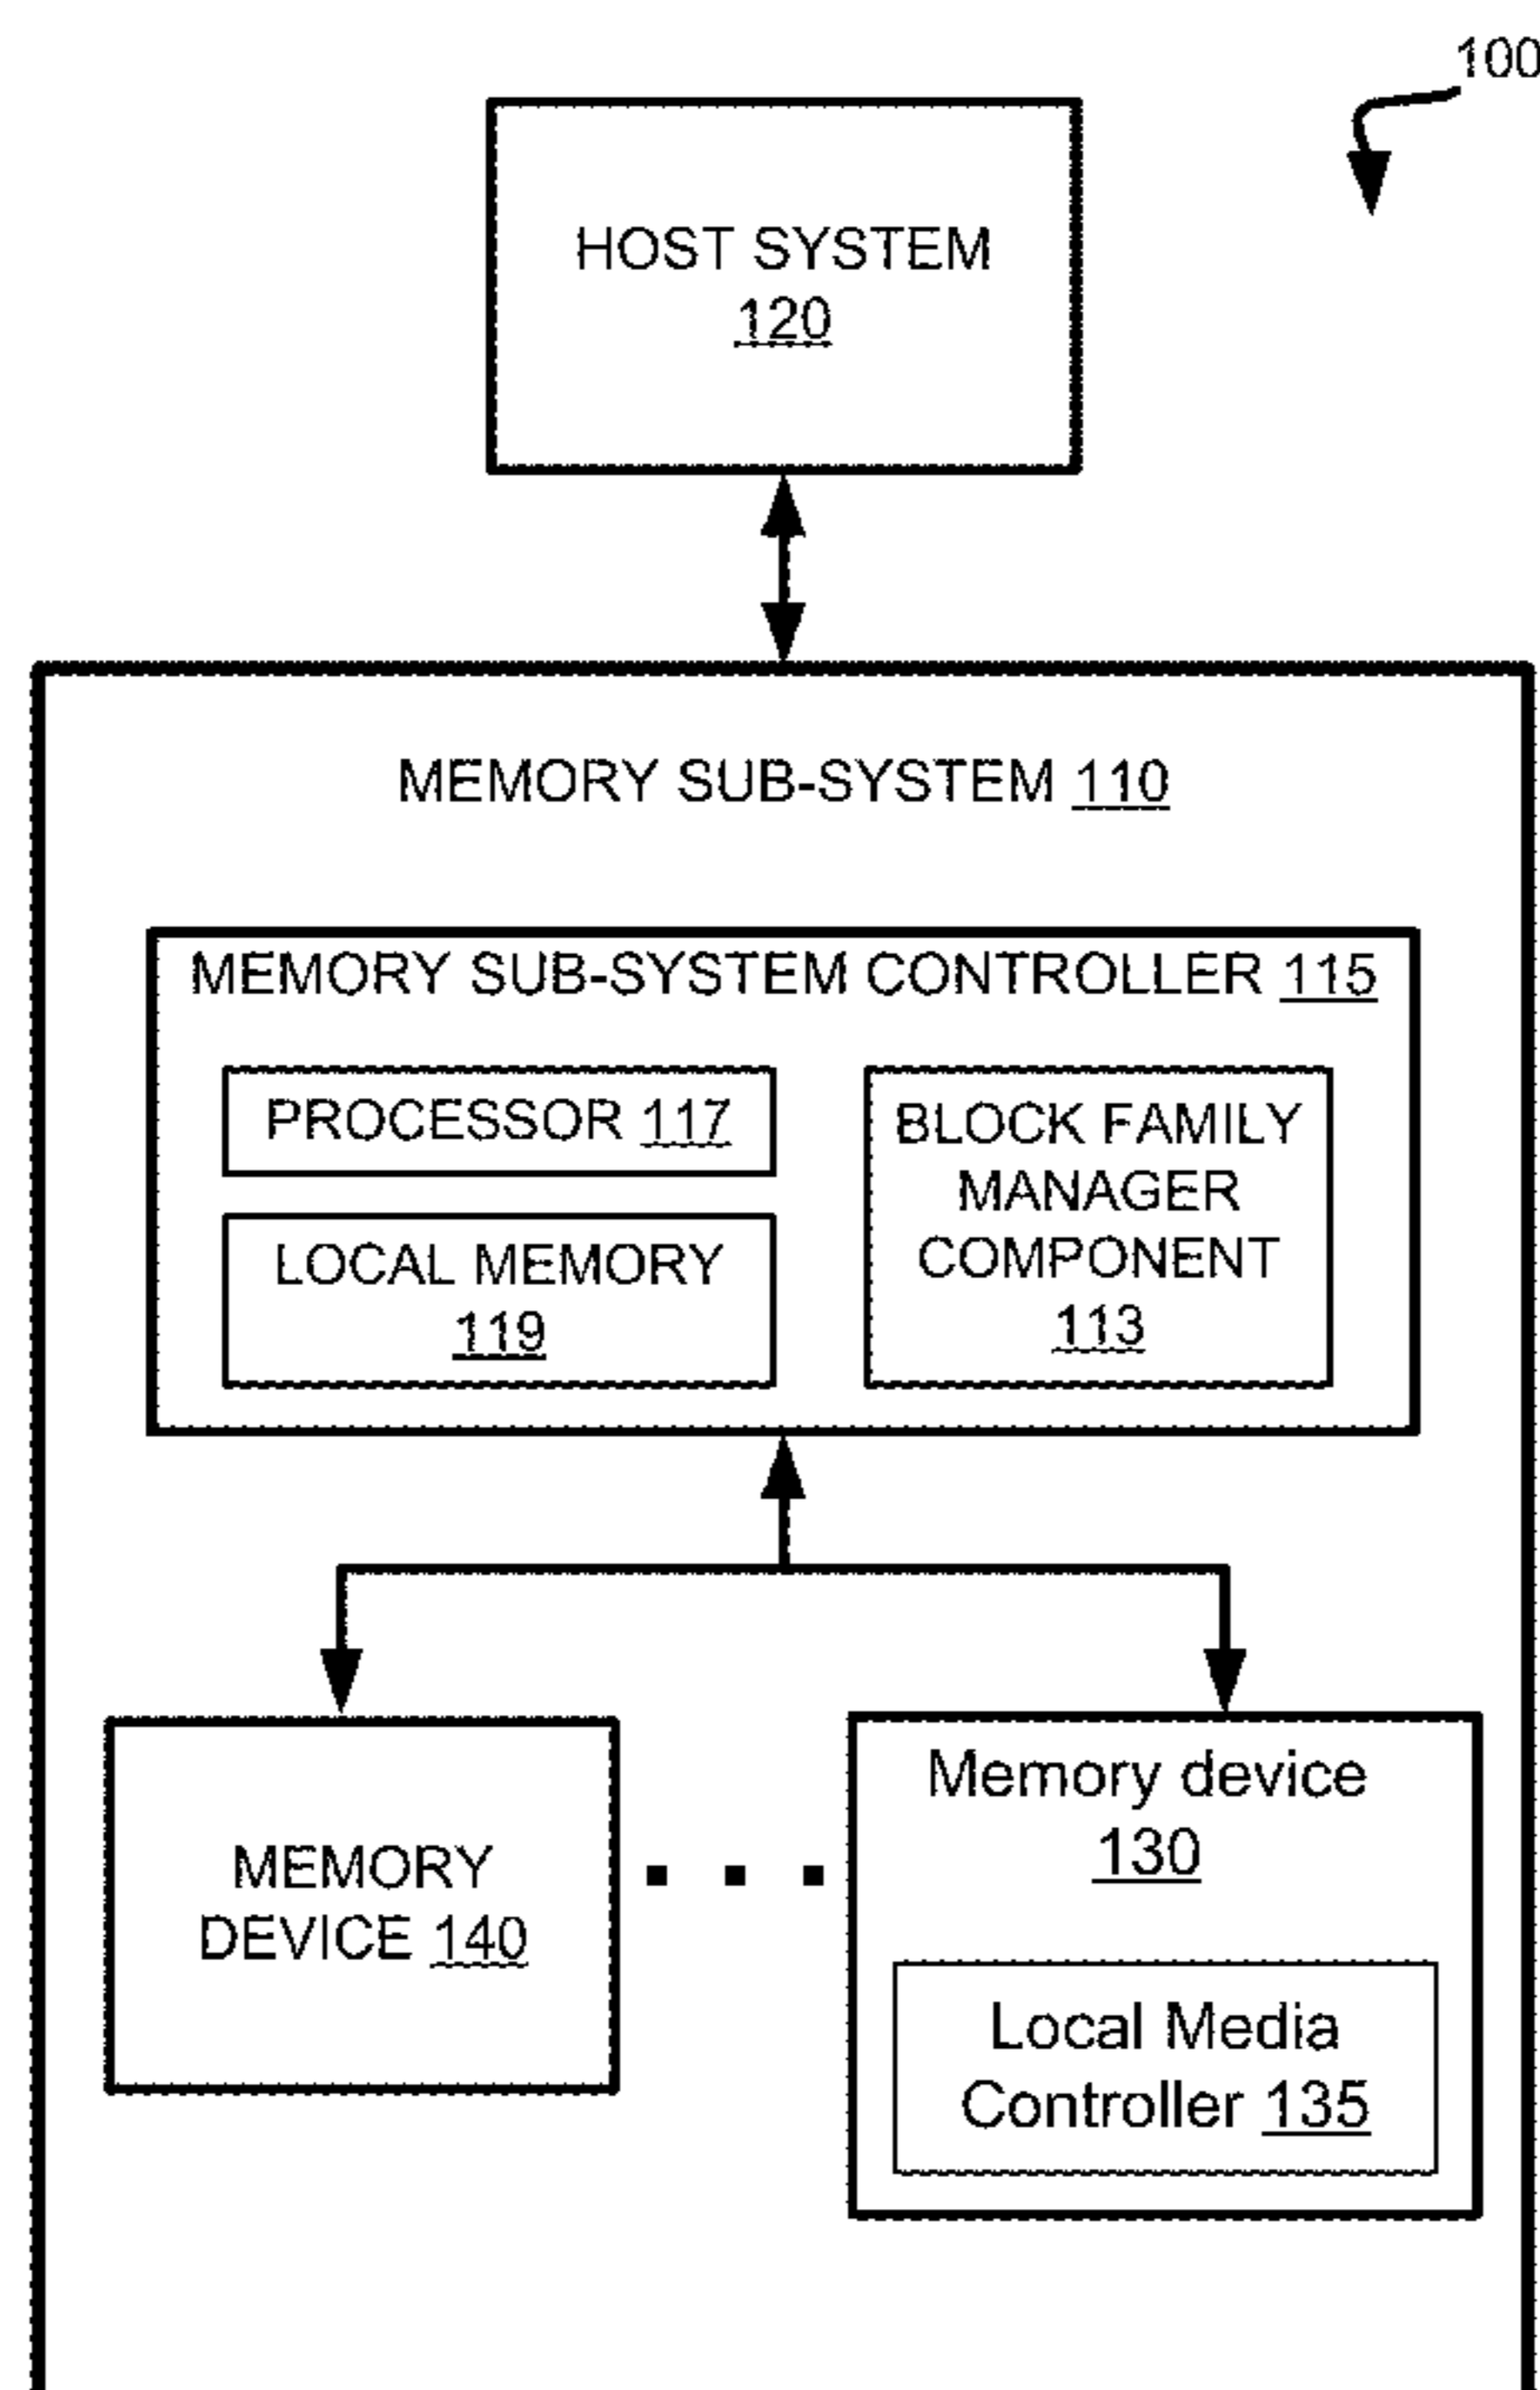 100
HOST SYSTEM
120
MEMORY SUB-SYSTEM 110
MEMORY SUB-SYSTEM CONTROLLER 115
PROCESSOR 117
LOCAL MEMORY
119
BLOCK FAMILY
MANAGER
COMPONENT
113
MEMORY
DEVICE 140
Memory device
130
Local Media
Controller 135